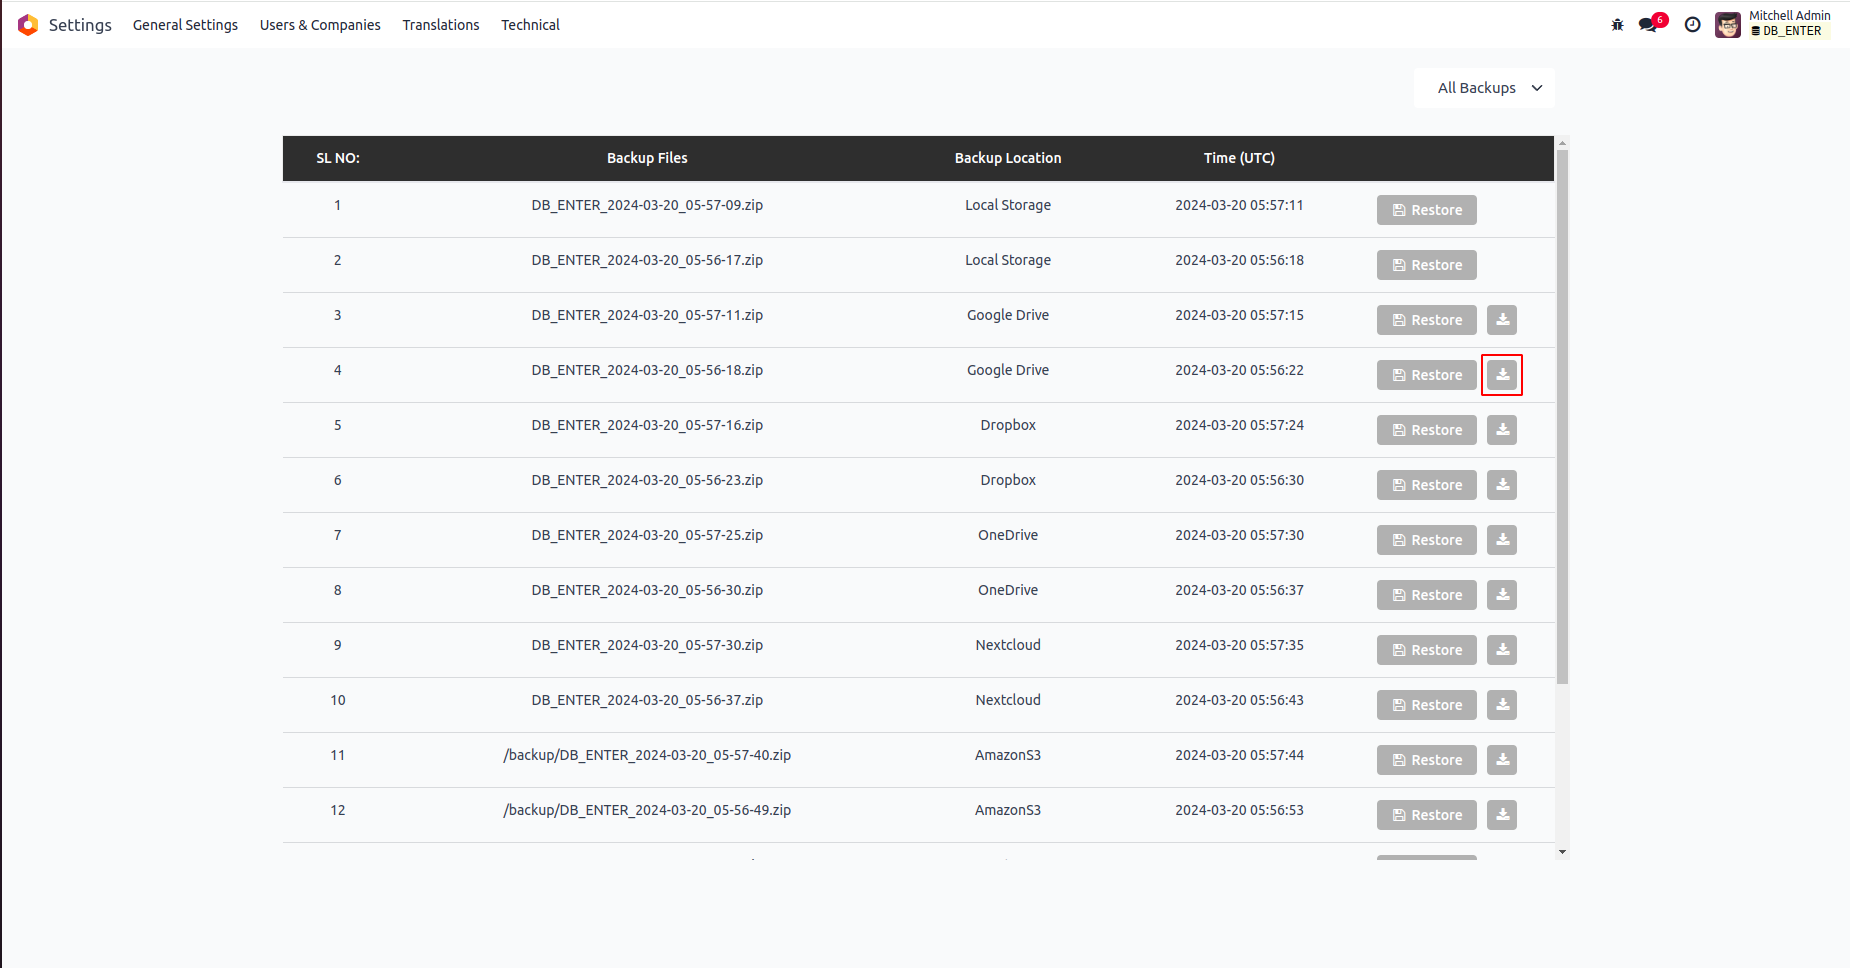 Settings General Settings Users & Companies Translations Technical 6 Mitchell Admin
DB_ENTER
All Backups
SL NO: Backup Files Backup Location Time (UTC)
1 DB_ENTER_2024-03-20_05-57-09.zip Local Storage 2024-03-20 05:57:11 Restore
2 DB_ENTER_2024-03-20_05-56-17.zip Local Storage 2024-03-20 05:56:18 Restore
3 DB_ENTER_2024-03-20_05-57-11.zip Google Drive 2024-03-20 05:57:15 Restore
4 DB_ENTER_2024-03-20_05-56-18.zip Google Drive 2024-03-20 05:56:22 Restore
5 DB_ENTER_2024-03-20_05-57-16.zip Dropbox 2024-03-20 05:57:24 Restore
6 DB_ENTER_2024-03-20_05-56-23.zip Dropbox 2024-03-20 05:56:30 Restore
7 DB_ENTER_2024-03-20_05-57-25.zip OneDrive 2024-03-20 05:57:30 Restore
8 DB_ENTER_2024-03-20_05-56-30.zip OneDrive 2024-03-20 05:56:37 Restore
9 DB_ENTER_2024-03-20_05-57-30.zip Nextcloud 2024-03-20 05:57:35 Restore
10 DB_ENTER_2024-03-20_05-56-37.zip Nextcloud 2024-03-20 05:56:43 Restore
11 /backup/DB_ENTER_2024-03-20_05-57-40.zip AmazonS3 2024-03-20 05:57:44 Restore
12 /backup/DB_ENTER_2024-03-20_05-56-49.zip AmazonS3 2024-03-20 05:56:53 Restore